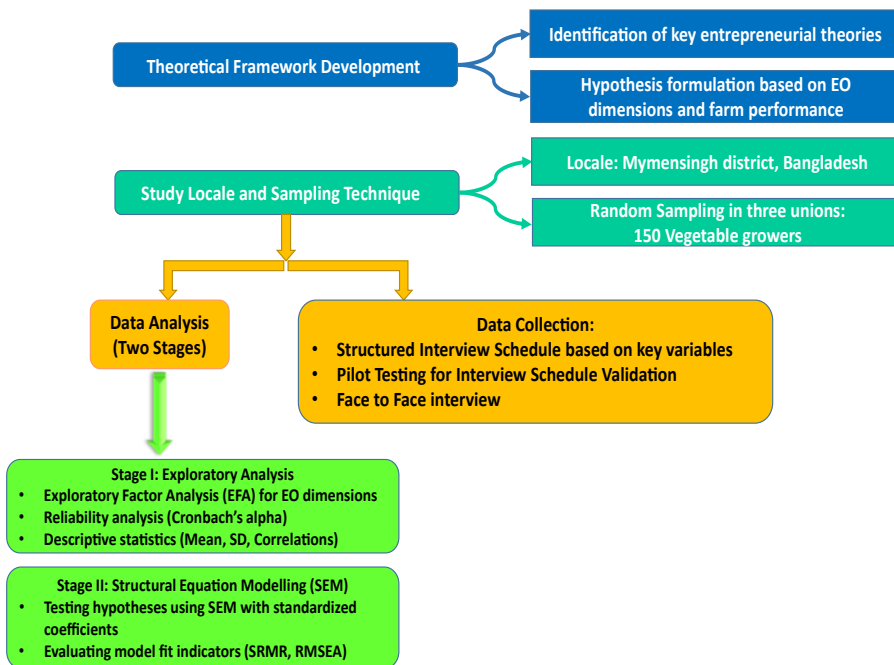 Theoretical Framework Development
Identification of key entrepreneurial theories
Hypothesis formulation based on EO
dimensions and farm performance
Study Locale and Sampling Technique
Locale: Mymensingh district, Bangladesh
Random Sampling in three unions:
150 Vegetable growers
Data Analysis
(Two Stages)
Data Collection:
• Structured Interview Schedule based on key variables
• Pilot Testing for Interview Schedule Validation
• Face to Face interview
Stage I: Exploratory Analysis
• Exploratory Factor Analysis (EFA) for EO dimensions
• Reliability analysis (Cronbach's alpha)
• Descriptive statistics (Mean, SD, Correlations)
Stage II: Structural Equation Modelling (SEM)
• Testing hypotheses using SEM with standardized
coefficients
• Evaluating model fit indicators (SRMR, RMSEA)